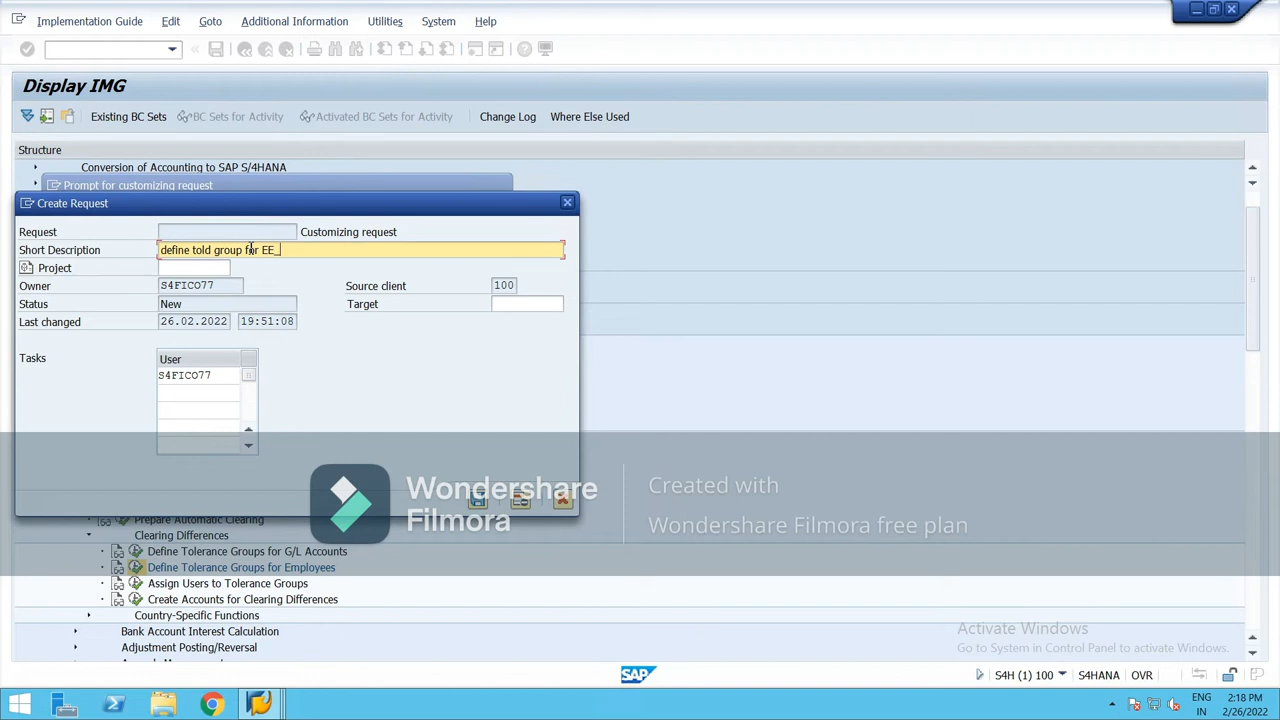 Implementation Guide Edit Goto Additional Information Utilities System Help
Display IMG
Existing BC Sets BC Sets for Activity Activated BC Sets for Activity Change Log Where Else Used
Structure
Conversion of Accounting to SAP S/4HANA
Prompt for customizing request
Create Request
Request Customizing request
Short Description define told group for EE_
Project
Owner S4FICO77 Source client 100
Status New Target
Last changed 26.02.2022 19:51:08
Tasks User
S4FICO77
Wondershare
Filmora
Created with
Wondershare Filmora free plan
Prepare Automatic Clearing
Clearing Differences
Define Tolerance Groups for G/L Accounts
Define Tolerance Groups for Employees
Assign Users to Tolerance Groups
Create Accounts for Clearing Differences
Country-Specific Functions
Bank Account Interest Calculation
Adjustment Posting/Reversal
Activate Windows
Go to System in Control Panel to activate Windows.
SAP S4H (1) 100 S4HANA OVR
ENG 2:18 PM
IN 2/26/2022